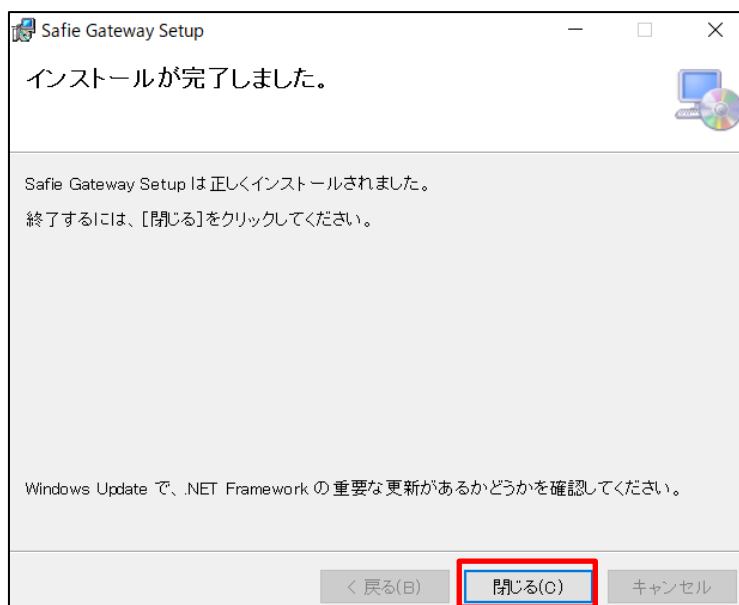 Safie Gateway Setup
インストールが完了しました。
Safie Gateway Setup は正しくインストールされました。
終了するには、[閉じる]をクリックしてください。
Windows Update で、.NET Framework の重要な更新があるかどうかを確認してください。
< 戻る(B) 閉じる(C) キャンセル